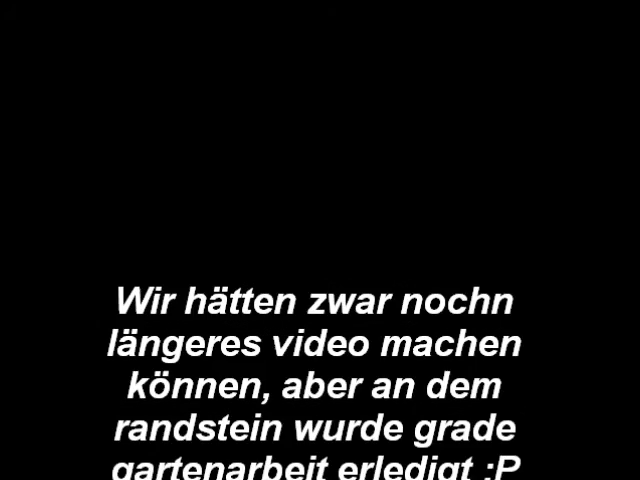 Wir hätten zwar nochn
längeres video machen
können, aber an dem
randstein wurde grade
gartenarbeit erledigt :P